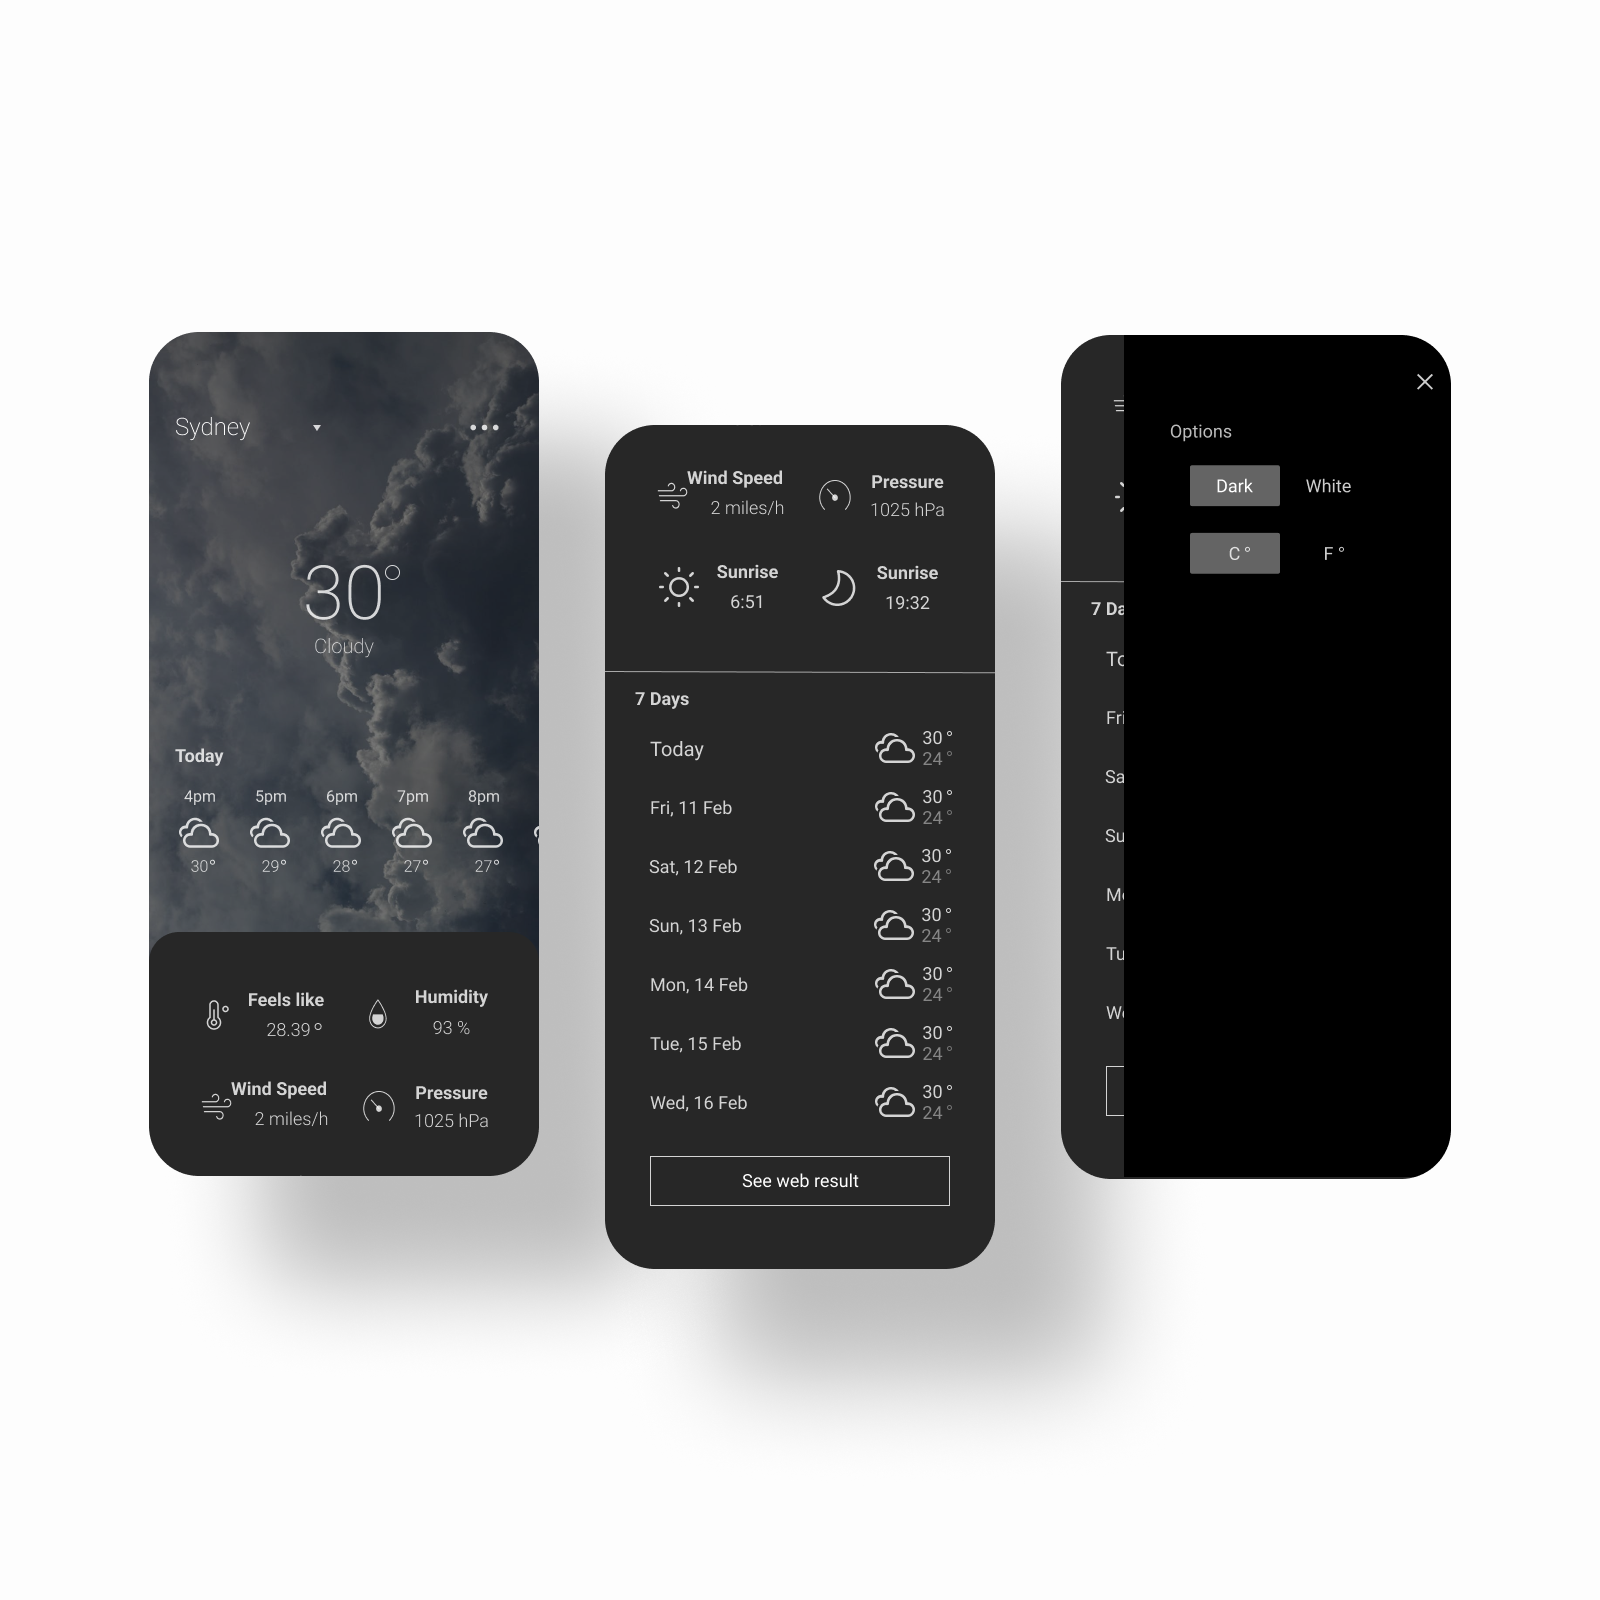 Sydney
30°
Cloudy
Today
4pm 5pm 6pm 7pm 8pm
30° 29° 28° 27° 27°
Feels like
28.39 °
Humidity
93 %
Wind Speed
2 miles/h
Pressure
1025 hPa
Wind Speed
2 miles/h
Pressure
1025 hPa
Sunrise
6:51
Sunrise
19:32
7 Days
Today 30 ° 24 °
Fri, 11 Feb 30 ° 24 °
Sat, 12 Feb 30 ° 24 °
Sun, 13 Feb 30 ° 24 °
Mon, 14 Feb 30 ° 24 °
Tue, 15 Feb 30 ° 24 °
Wed, 16 Feb 30 ° 24 °
See web result
7 Da
To
Fri
Sa
Su
Mo
Tu
We
Options
Dark White
C ° F °